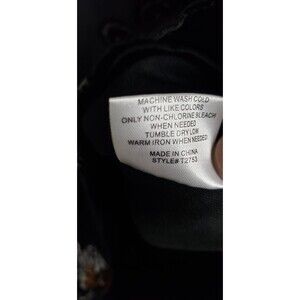 MACHINE WASH COLD
WITH LIKE COLORS
ONLY NON-CHLORINE BLEACH
WHEN NEEDED
TUMBLE DRY LOW
WARM IRON WHEN NEEDED
MADE IN CHINA
STYLE# T2753